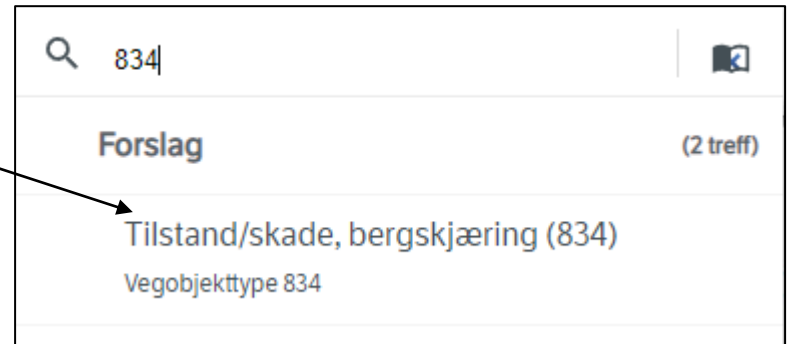 834
Forslag (2 treff)
Tilstand/skade, bergskjæring (834)
Vegobjekttype 834